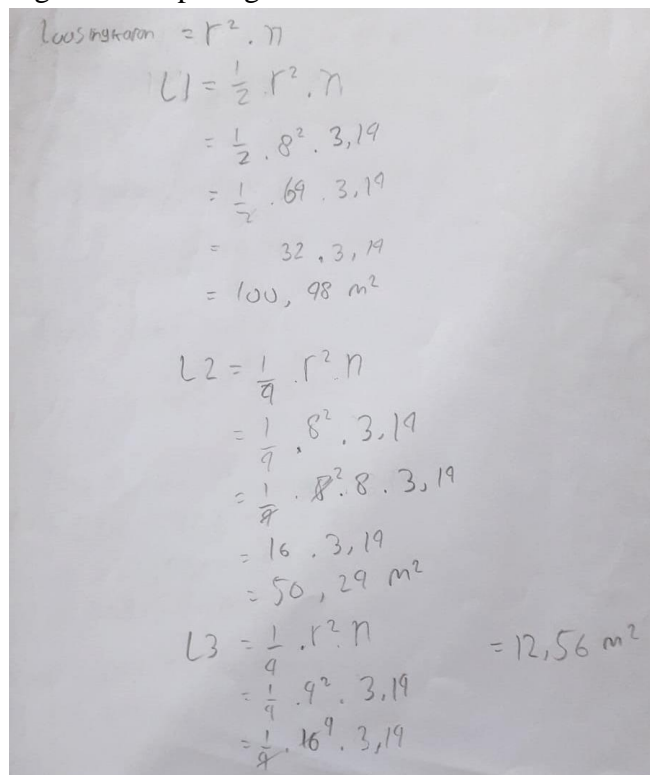 Luas lingkaran = r² . π
L1 = 1/2 r² . π
= 1/2 . 8² . 3,14
= 1/2 . 64 . 3,14
= 32 . 3,14
= 100,48 m²
L2 = 1/4 . r² . π
= 1/4 . 8² . 3,14
= 1/4 . 8² . 8 . 3,14
= 16 . 3,14
= 50,24 m²
L3 = 1/4 . r² π
= 1/4 . 4² . 3,14
= 1/4 . 16⁴ . 3,14
= 12,56 m²